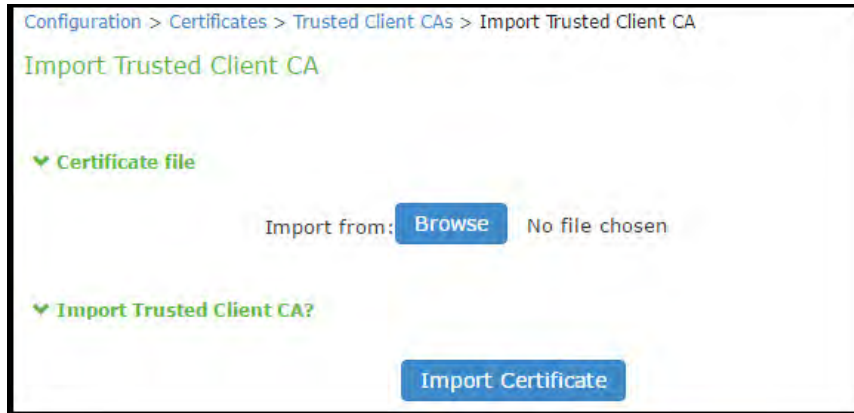 Configuration > Certificates > Trusted Client CAs > Import Trusted Client CA
Import Trusted Client CA
Certificate file
Import from: Browse No file chosen
Import Trusted Client CA?
Import Certificate